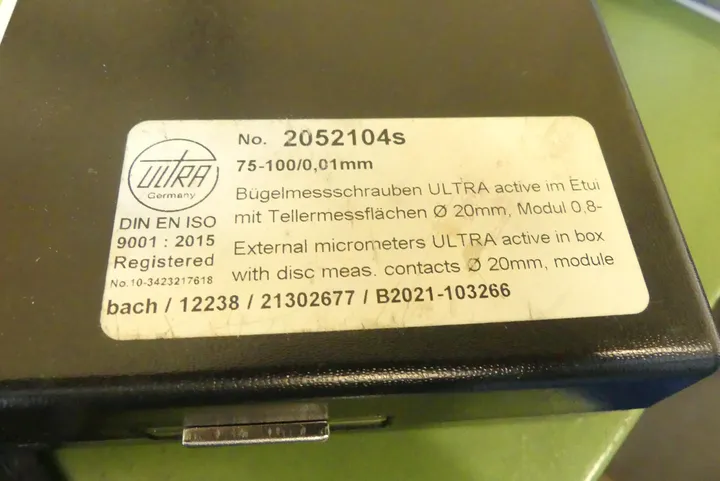 No. 2052104s
75-100/0,01mm
Bügelmessschrauben ULTRA active im Etui
mit Tellermessflächen Ø 20mm, Modul 0,8-
External micrometers ULTRA active in box
with disc meas. contacts Ø 20mm, module
ULTRA
Germany
DIN EN ISO
9001 : 2015
Registered
No.10-3423217618
bach / 12238 / 21302677 / B2021-103266